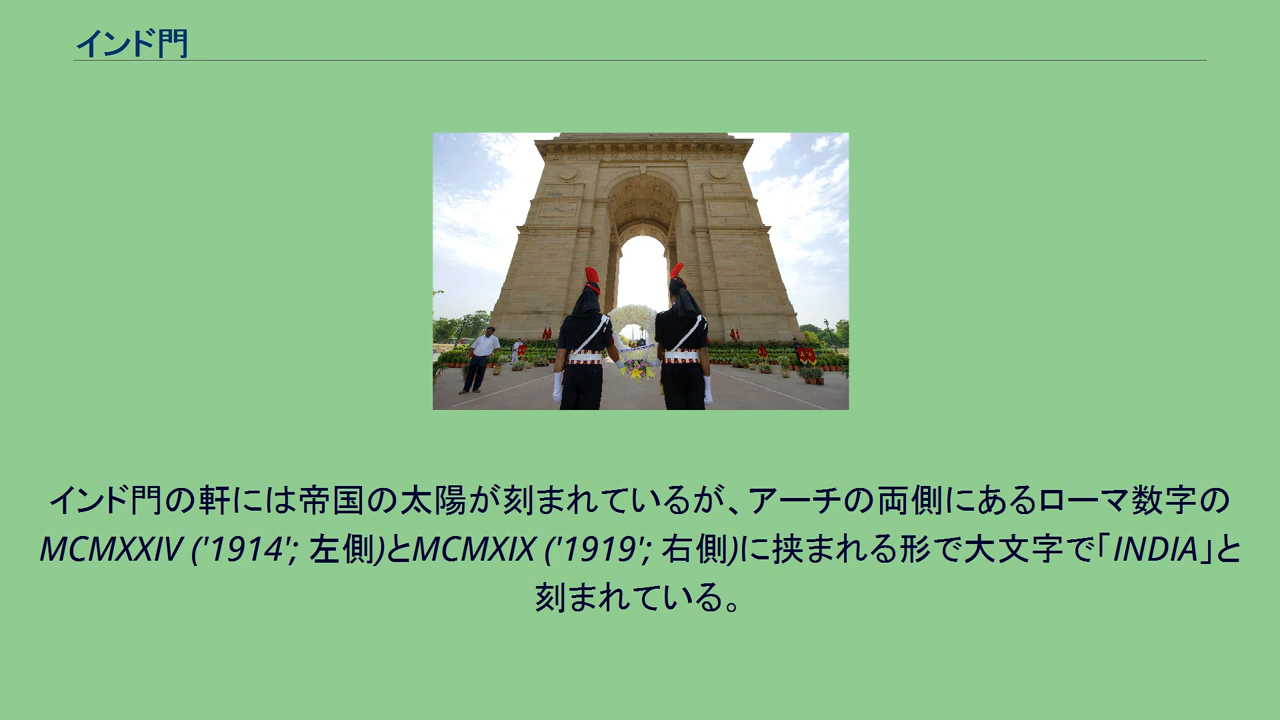 インド門
インド門の軒には帝国の太陽が刻まれているが、アーチの両側にあるローマ数字の
MCMXXIV ('1914'; 左側)とMCMXIX ('1919'; 右側)に挟まれる形で大文字で「INDIA」と
刻まれている。